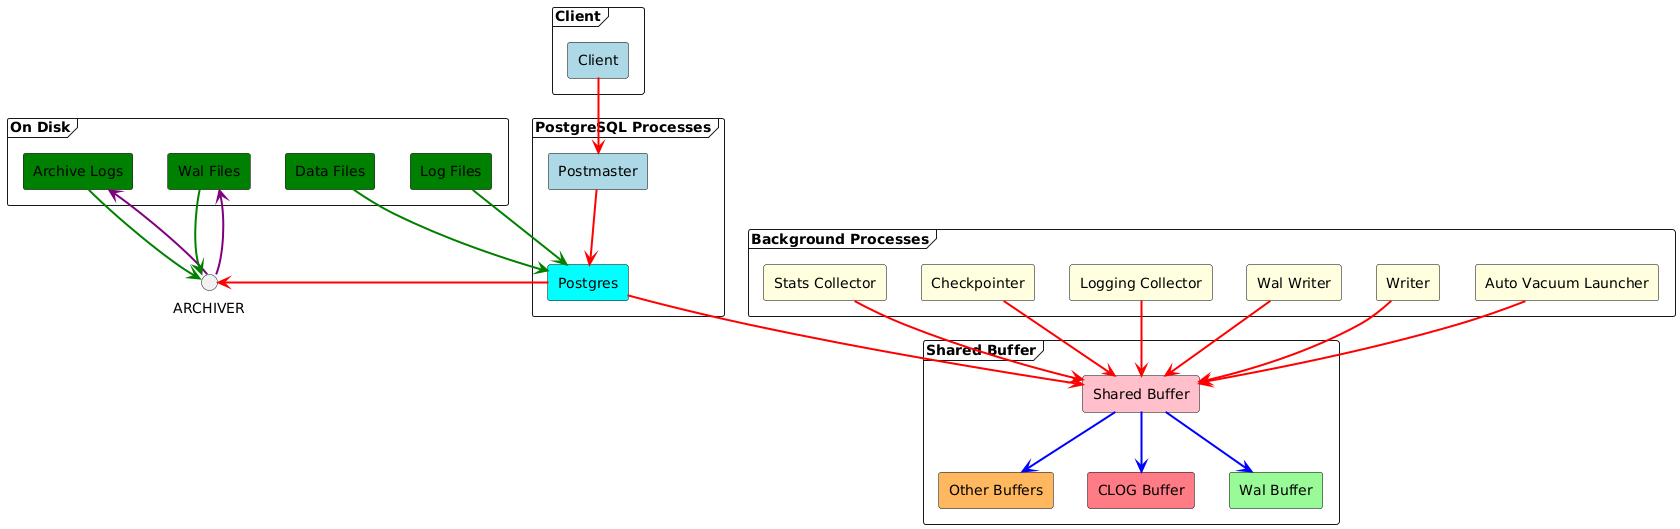 Client
Client
On Disk
PostgreSQL Processes
Archive Logs
Wal Files
Data Files
Log Files
Postmaster
Background Processes
ARCHIVER
Postgres
Stats Collector
Checkpointer
Logging Collector
Wal Writer
Writer
Auto Vacuum Launcher
Shared Buffer
Shared Buffer
Other Buffers
CLOG Buffer
Wal Buffer